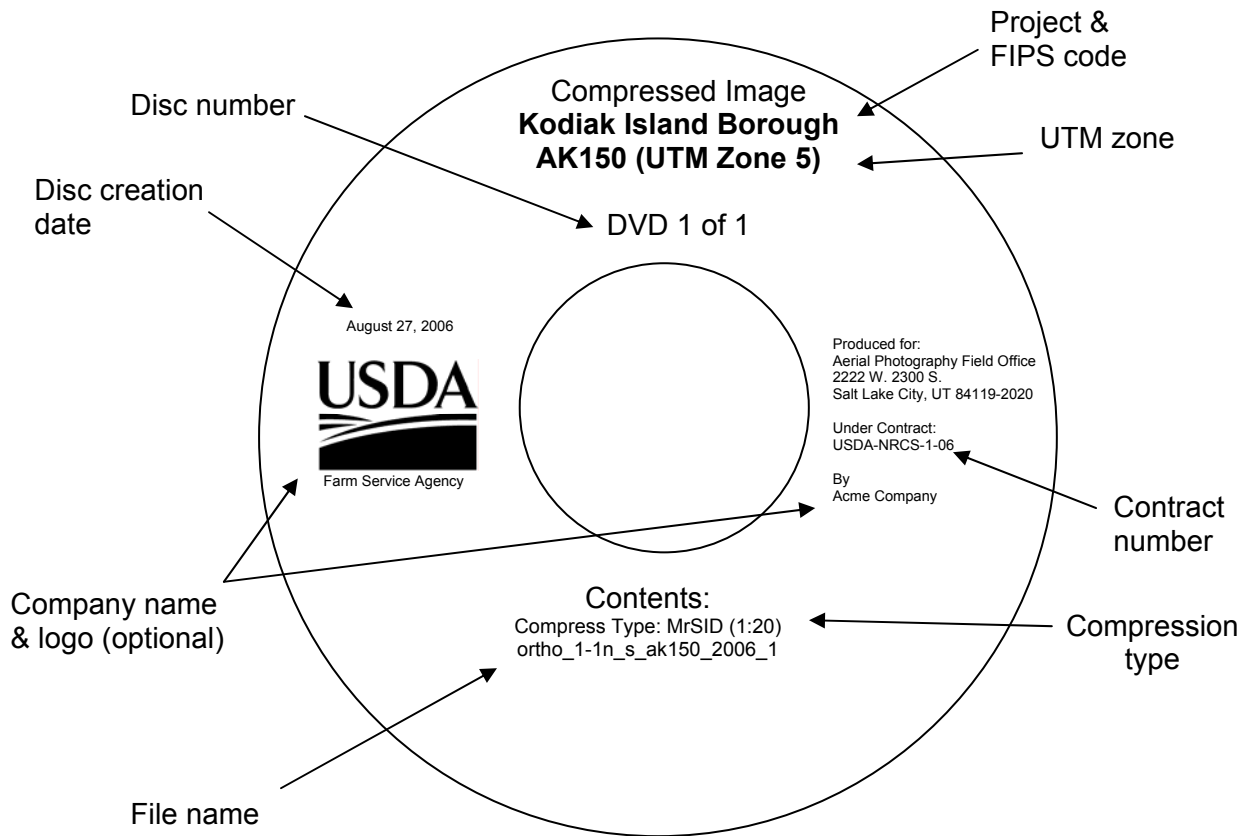 Project &
FIPS code
Disc number
Compressed Image
Kodiak Island Borough
AK150 (UTM Zone 5)
UTM zone
Disc creation
date
DVD 1 of 1
August 27, 2006
USDA
Farm Service Agency
Produced for:
Aerial Photography Field Office
2222 W. 2300 S.
Salt Lake City, UT 84119-2020
Under Contract:
USDA-NRCS-1-06
By
Acme Company
Contract
number
Company name
& logo (optional)
Contents:
Compress Type: MrSID (1:20)
ortho_1-1n_s_ak150_2006_1
Compression
type
File name